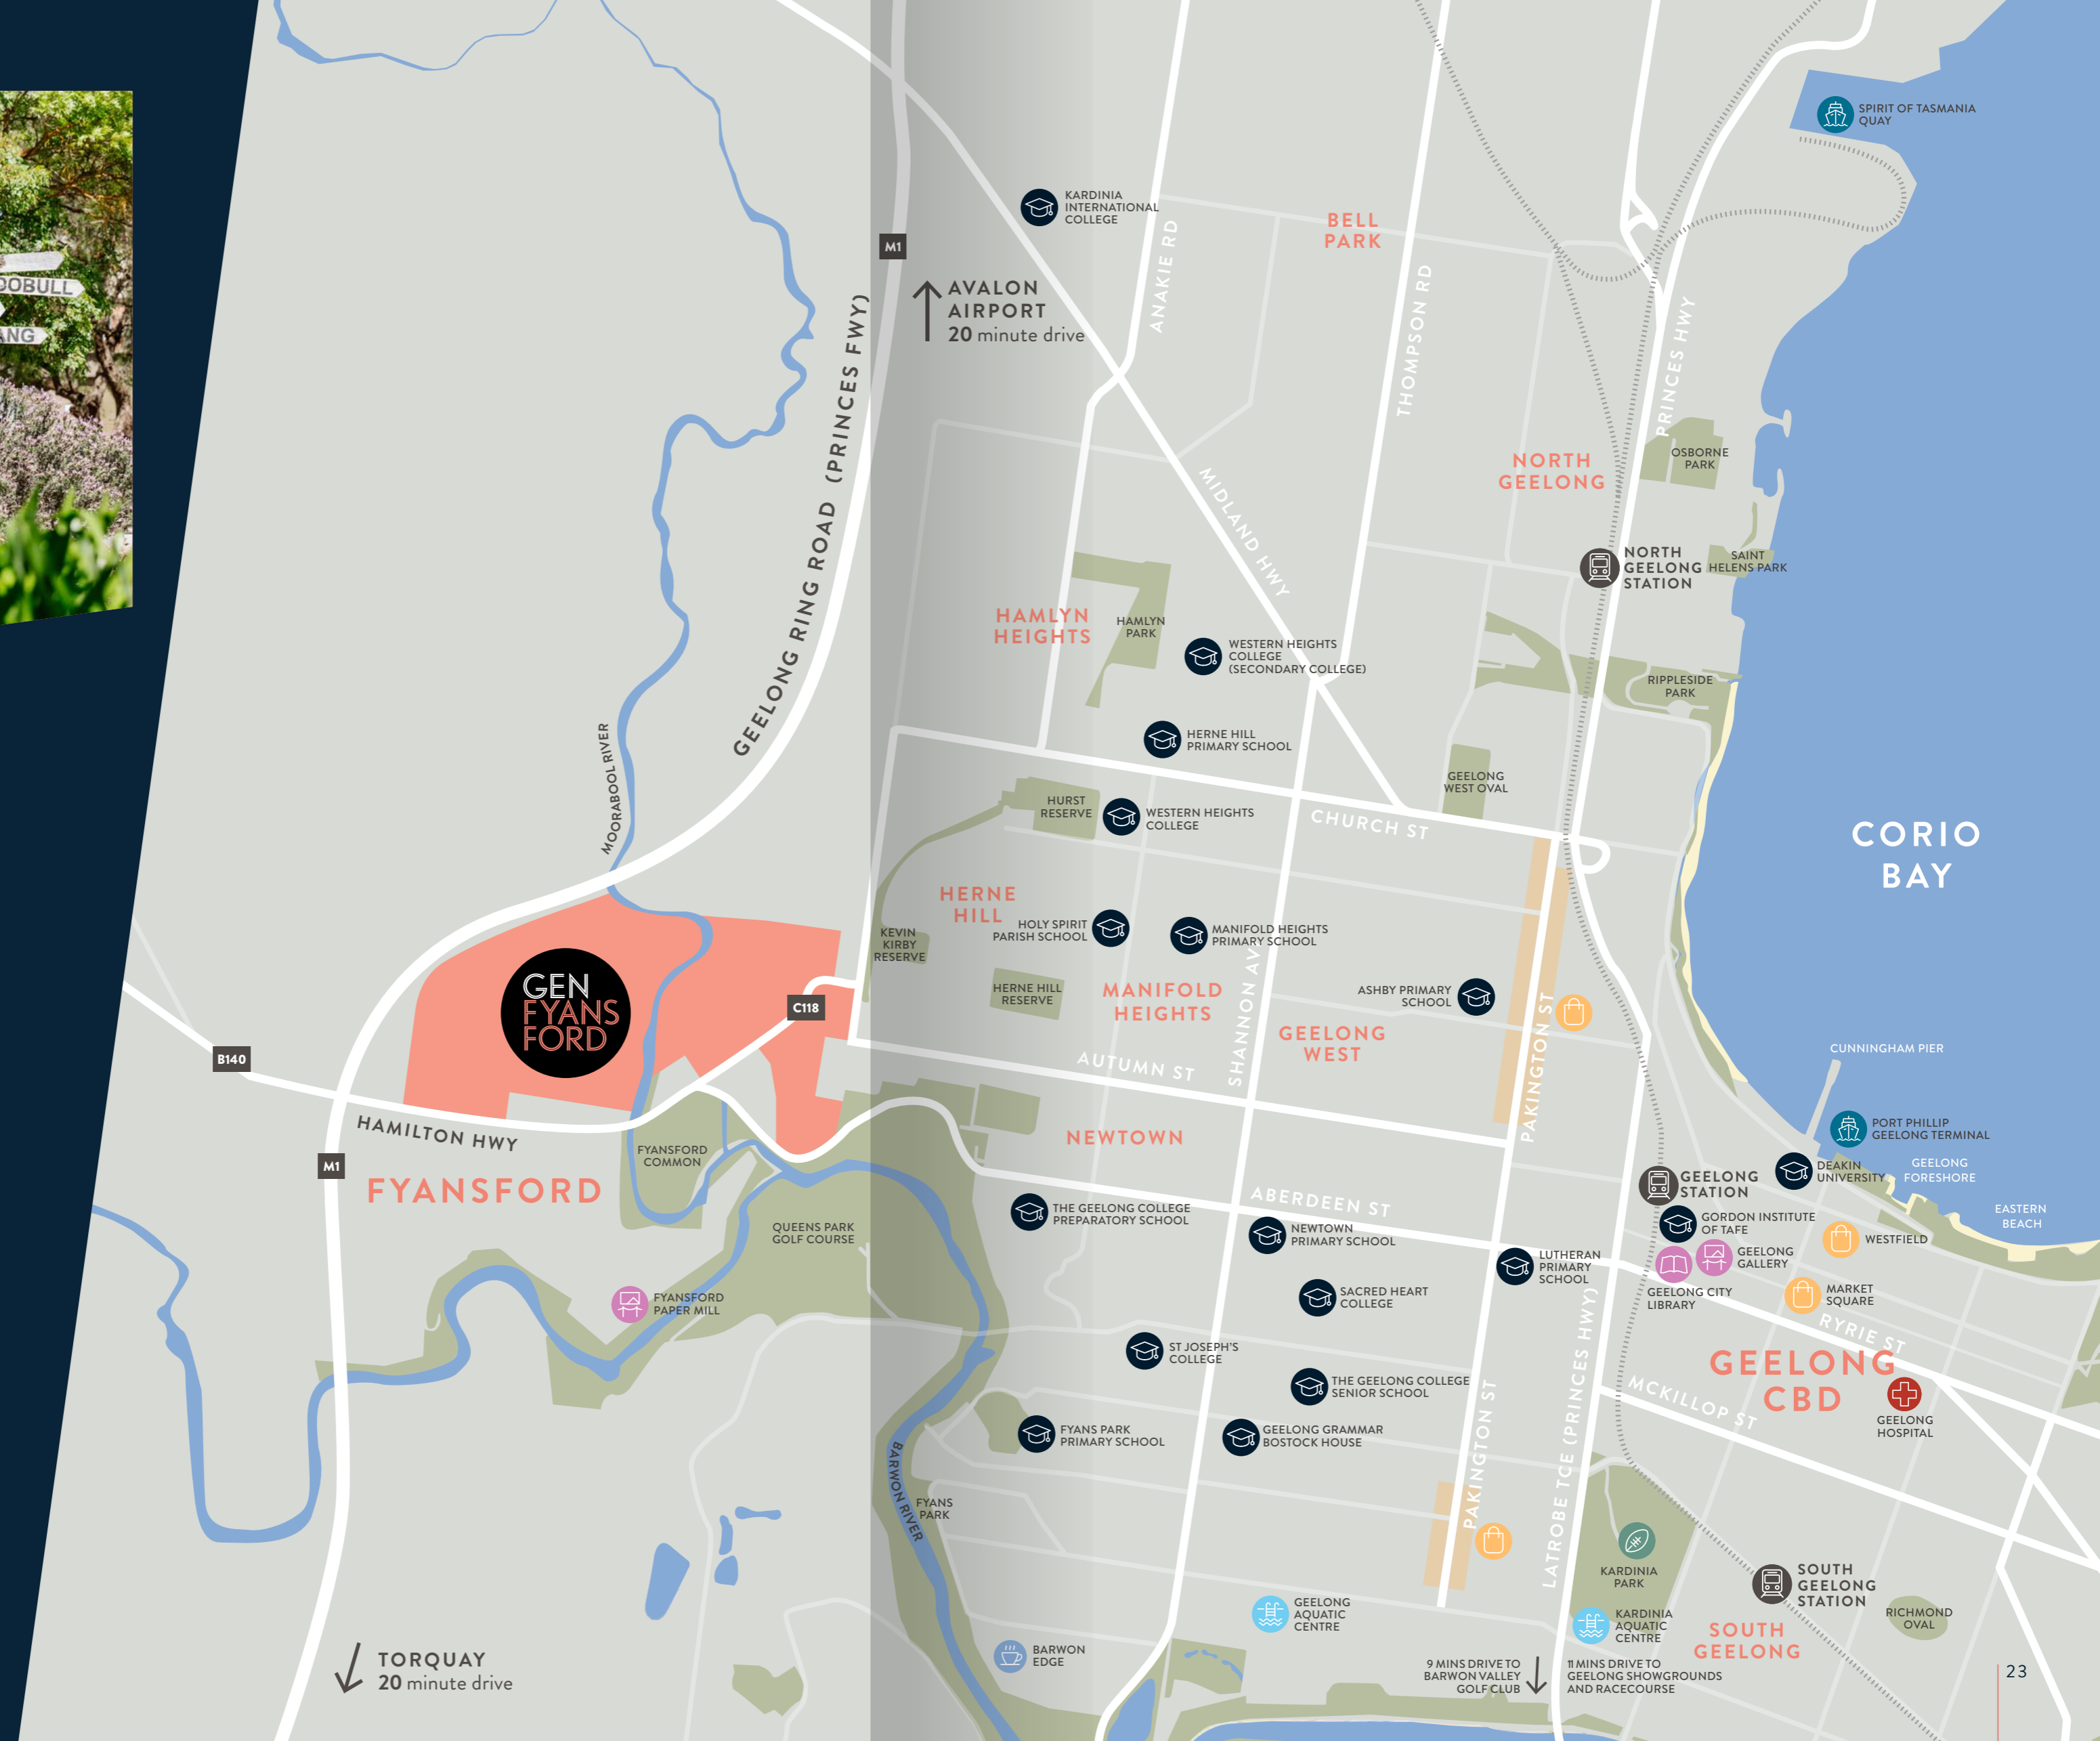 OOBULL
ANG
SPIRIT OF TASMANIA
QUAY
KARDINIA
INTERNATIONAL
COLLEGE
BELL
PARK
ANAKIE RD
M1
AVALON
AIRPORT
20 minute drive
THOMPSON RD
PRINCES HWY
GEELONG RING ROAD (PRINCES FWY)
OSBORNE
PARK
NORTH
GEELONG
MIDLAND HWY
NORTH
GEELONG
STATION
SAINT
HELENS PARK
HAMLYN
HEIGHTS
HAMLYN
PARK
WESTERN HEIGHTS
COLLEGE
(SECONDARY COLLEGE)
RIPPLESIDE
PARK
MOORABOOL RIVER
HERNE HILL
PRIMARY SCHOOL
GEELONG
WEST OVAL
HURST
RESERVE
WESTERN HEIGHTS
COLLEGE
CHURCH ST
CORIO
BAY
HERNE
HILL
KEVIN
KIRBY
RESERVE
HOLY SPIRIT
PARISH SCHOOL
MANIFOLD HEIGHTS
PRIMARY SCHOOL
GEN
FYANS
FORD
C118
HERNE HILL
RESERVE
MANIFOLD
HEIGHTS
SHANNON AV
ASHBY PRIMARY
SCHOOL
GEELONG
WEST
PAKINGTON ST
B140
AUTUMN ST
CUNNINGHAM PIER
HAMILTON HWY
PORT PHILLIP
GEELONG TERMINAL
NEWTOWN
FYANSFORD
COMMON
M1
FYANSFORD
GEELONG
STATION
DEAKIN
UNIVERSITY
GEELONG
FORESHORE
ABERDEEN ST
THE GEELONG COLLEGE
PREPARATORY SCHOOL
GORDON INSTITUTE
OF TAFE
EASTERN
BEACH
QUEENS PARK
GOLF COURSE
NEWTOWN
PRIMARY SCHOOL
WESTFIELD
LUTHERAN
PRIMARY
SCHOOL
GEELONG
GALLERY
GEELONG CITY
LIBRARY
MARKET
SQUARE
FYANSFORD
PAPER MILL
SACRED HEART
COLLEGE
RYRIE ST
ST JOSEPH'S
COLLEGE
GEELONG
CBD
THE GEELONG COLLEGE
SENIOR SCHOOL
MCKILLOP ST
GEELONG
HOSPITAL
FYANS PARK
PRIMARY SCHOOL
GEELONG GRAMMAR
BOSTOCK HOUSE
PAKINGTON ST
LATROBE TCE (PRINCES HWY)
BARWON RIVER
FYANS
PARK
KARDINIA
PARK
SOUTH
GEELONG
STATION
GEELONG
AQUATIC
CENTRE
KARDINIA
AQUATIC
CENTRE
RICHMOND
OVAL
SOUTH
GEELONG
BARWON
EDGE
TORQUAY
20 minute drive
9 MINS DRIVE TO
BARWON VALLEY
GOLF CLUB
11 MINS DRIVE TO
GEELONG SHOWGROUNDS
AND RACECOURSE
23